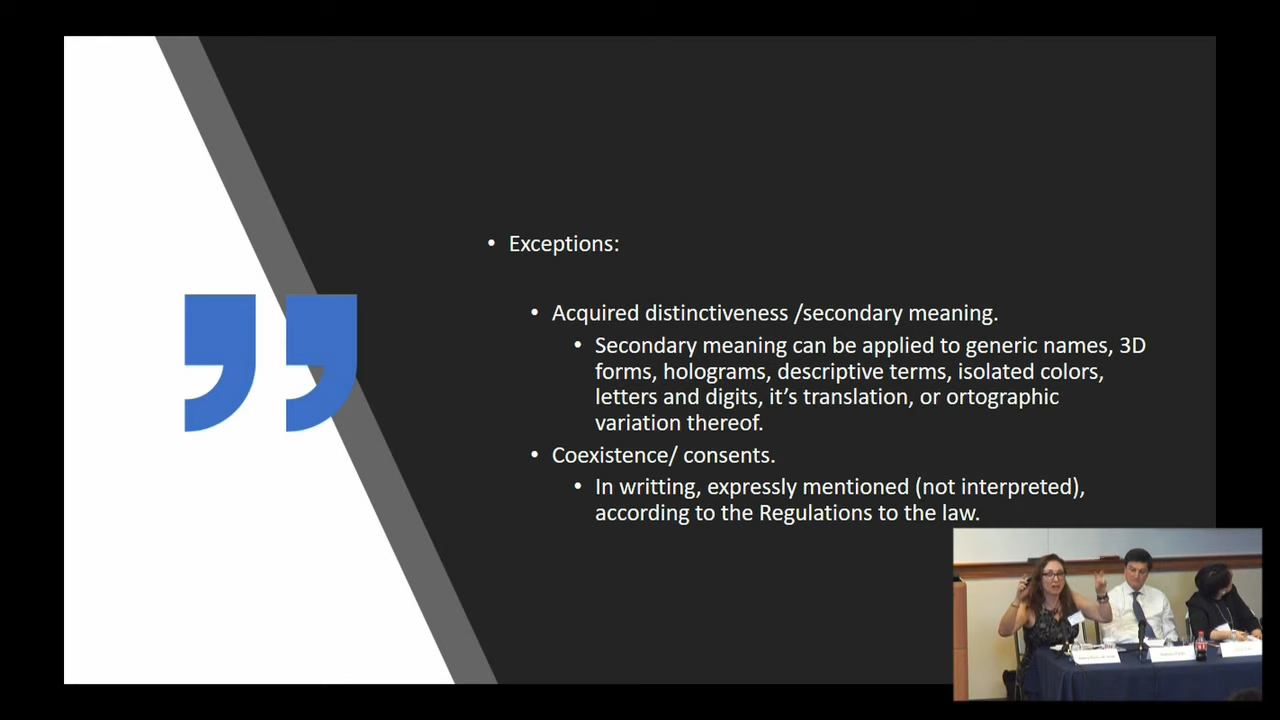 • Exceptions:
• Acquired distinctiveness /secondary meaning.
• Secondary meaning can be applied to generic names, 3D
forms, holograms, descriptive terms, isolated colors,
letters and digits, it's translation, or ortographic
variation thereof.
• Coexistence/ consents.
• In writting, expressly mentioned (not interpreted),
according to the Regulations to the law.